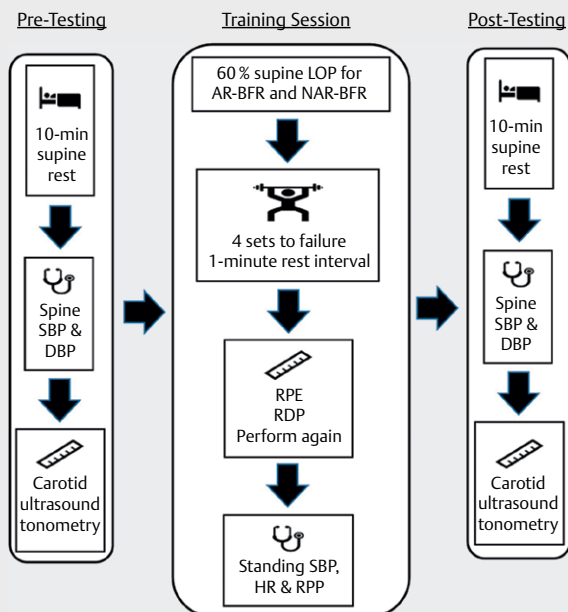 Pre-Testing
10-min
supine
rest
Spine
SBP &
DBP
Carotid
ultrasound
tonometry
Training Session
60 % supine LOP for
AR-BFR and NAR-BFR
4 sets to failure
1-minute rest interval
RPE
RDP
Perform again
Standing SBP,
HR & RPP
Post-Testing
10-min
supine
rest
Spine
SBP &
DBP
Carotid
ultrasound
tonometry